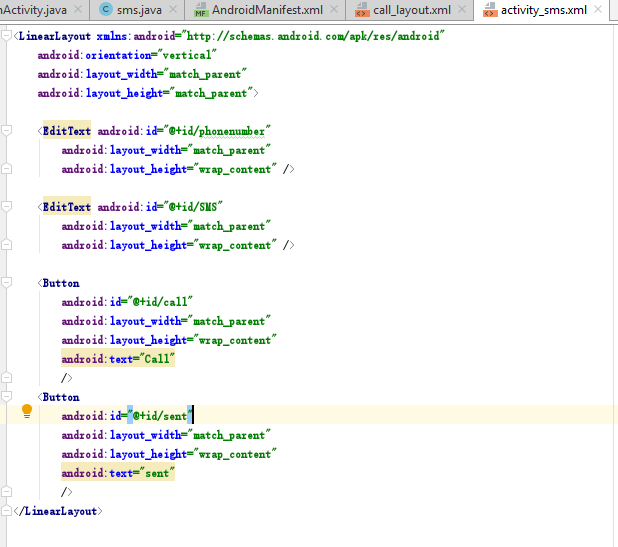 nActivity.java × sms.java × AndroidManifest.xml × call_layout.xml × activity_sms.xml ×
<LinearLayout xmlns:android="http://schemas.android.com/apk/res/android"
android:orientation="vertical"
android:layout_width="match_parent"
android:layout_height="match_parent">
<EditText android:id="@+id/phonenumber"
android:layout_width="match_parent"
android:layout_height="wrap_content" />
<EditText android:id="@+id/SMS"
android:layout_width="match_parent"
android:layout_height="wrap_content" />
<Button
android:id="@+id/call"
android:layout_width="match_parent"
android:layout_height="wrap_content"
android:text="Call"
/>
<Button
android:id="@+id/sent"
android:layout_width="match_parent"
android:layout_height="wrap_content"
android:text="sent"
/>
</LinearLayout>